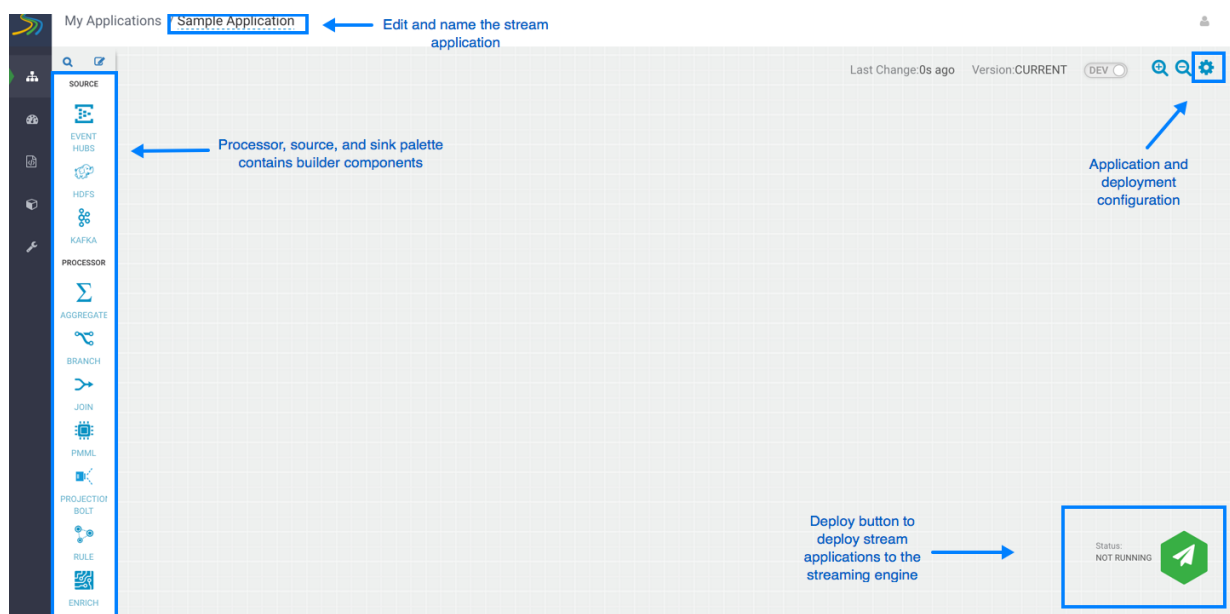 My Applications / Sample Application
Edit and name the stream
application
SOURCE
EVENT
HUBS
HDFS
KAFKA
PROCESSOR
AGGREGATE
BRANCH
JOIN
PMML
PROJECTION
BOLT
RULE
ENRICH
Processor, source, and sink palette
contains builder components
Last Change:0s ago Version:CURRENT DEV
Application and
deployment
configuration
Deploy button to
deploy stream
applications to the
streaming engine
Status:
NOT RUNNING